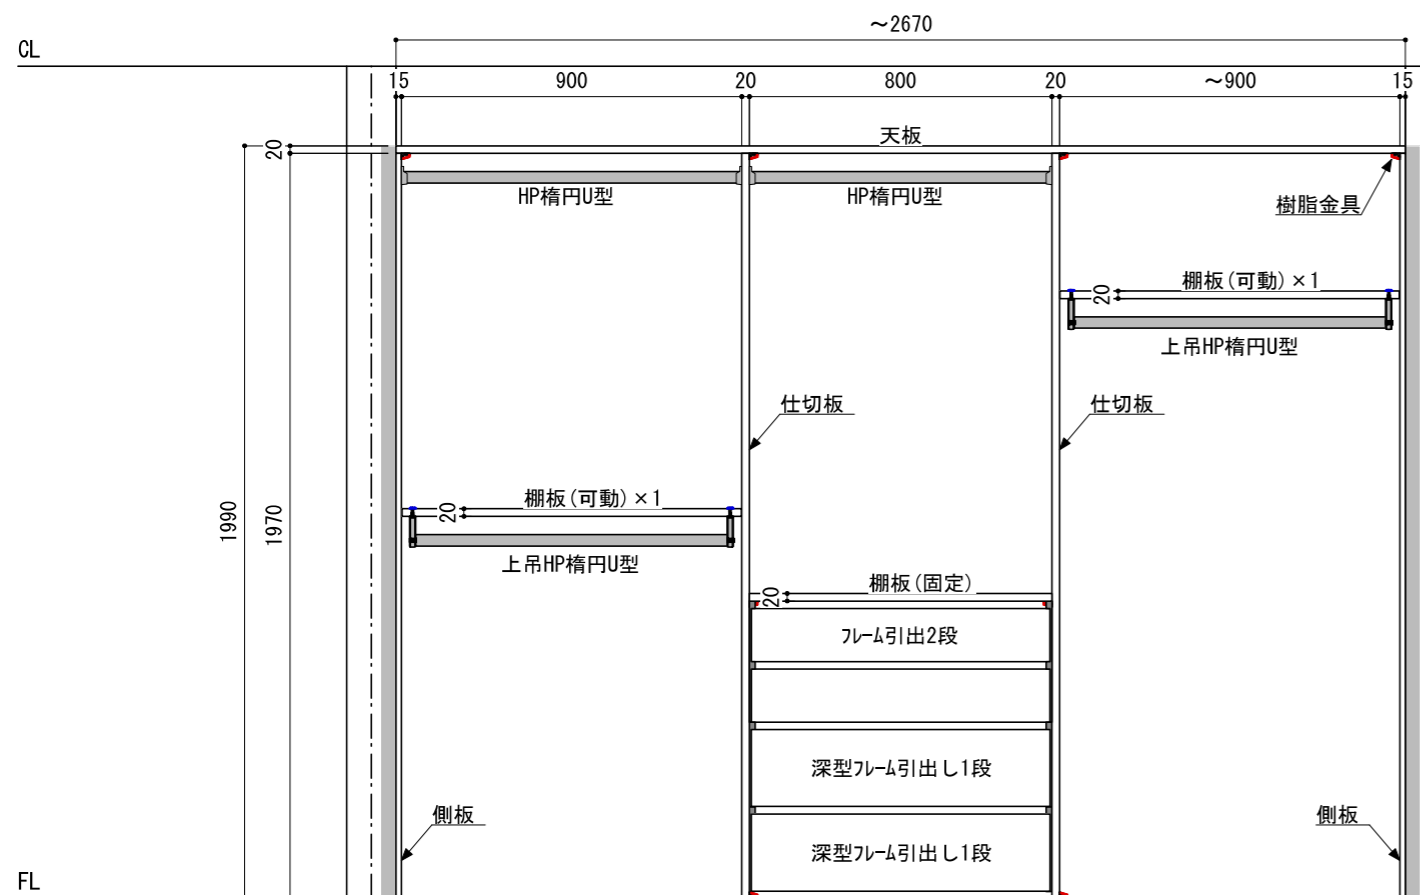 ～2670
CL
15
900
20
800
20
～900
15
天板
20
HP楕円U型
HP楕円U型
樹脂金具
棚板(可動)×1
20
上吊HP楕円U型
仕切板
仕切板
棚板(可動)×1
20
1990
1970
上吊HP楕円U型
棚板(固定)
20
ﾌﾚｰﾑ引出2段
深型ﾌﾚｰﾑ引出し1段
側板
側板
深型ﾌﾚｰﾑ引出し1段
FL